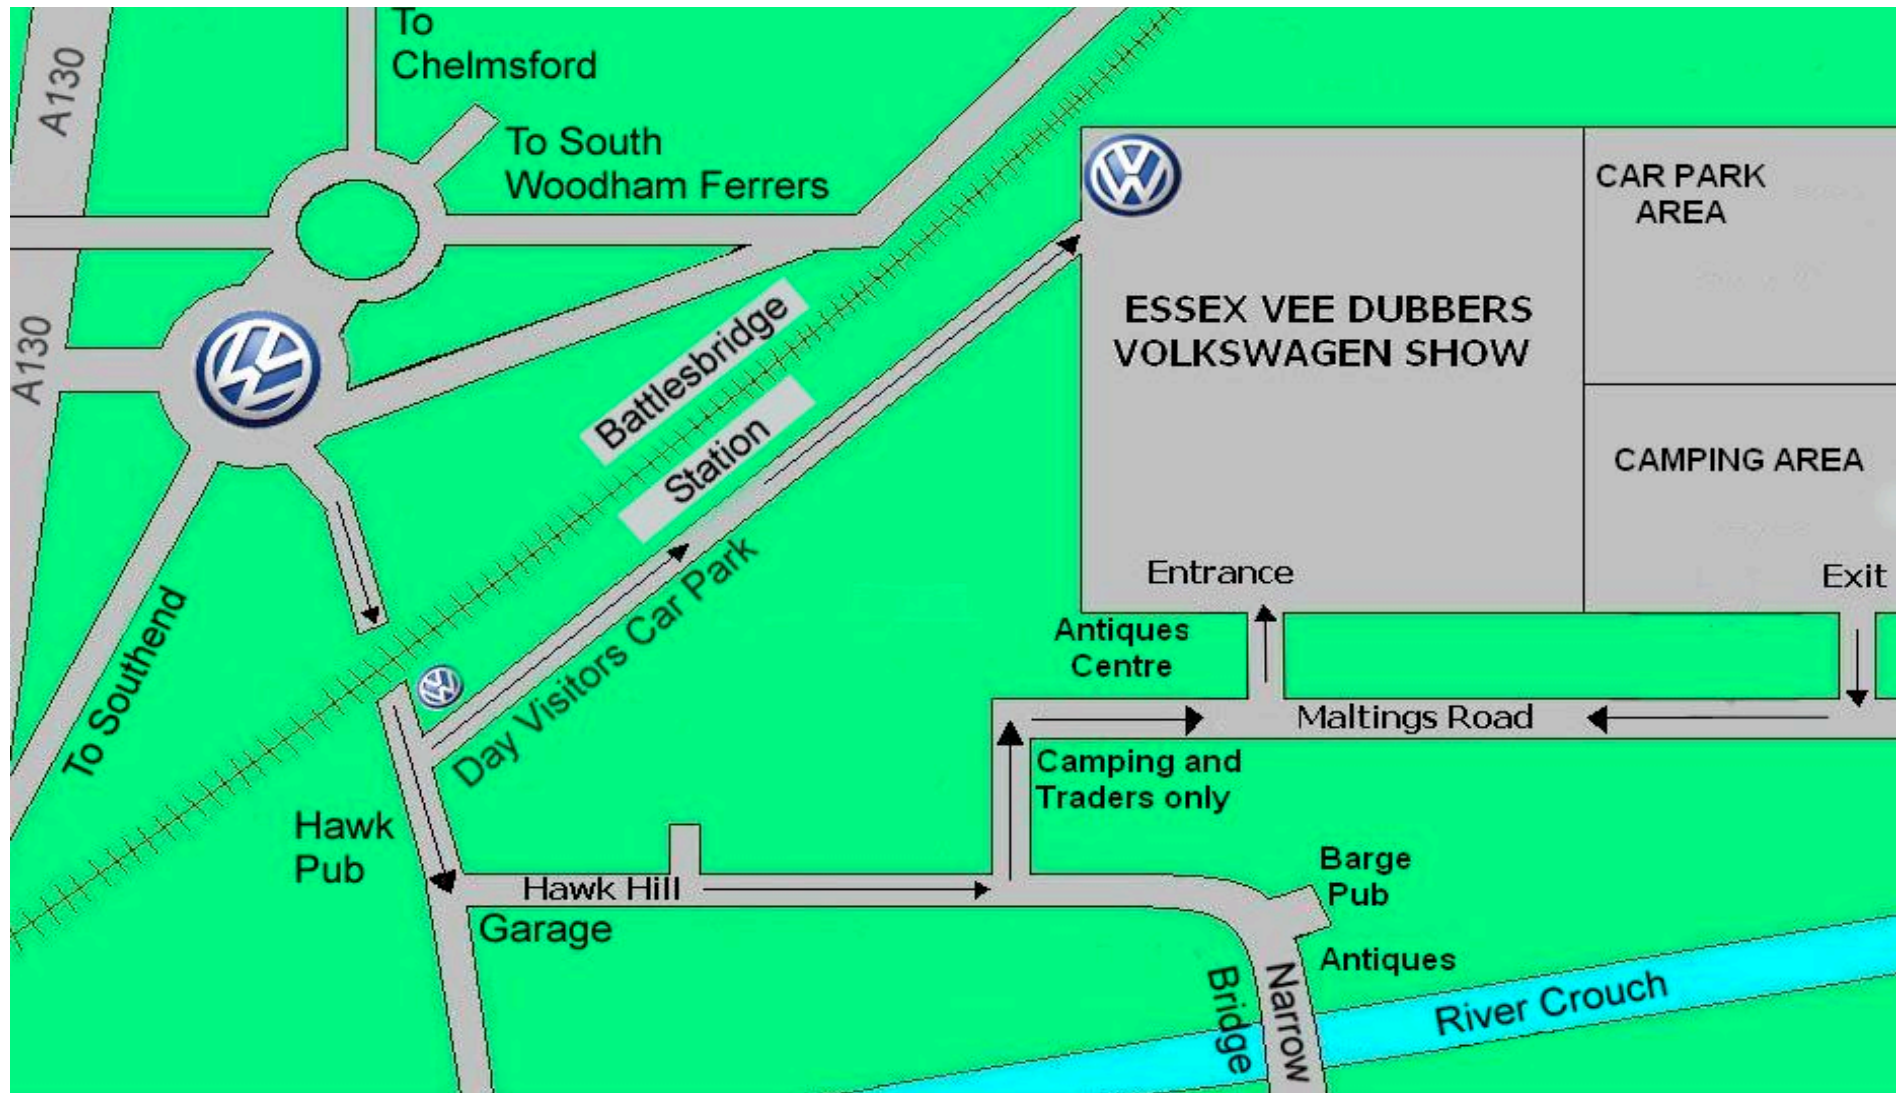 A130
To
Chelmsford
To South
Woodham Ferrers
CAR PARK
AREA
A130
Battlesbridge
Station
ESSEX VEE DUBBERS
VOLKSWAGEN SHOW
CAMPING AREA
Entrance
Exit
To Southend
Day Visitors Car Park
Antiques
Centre
Maltings Road
Camping and
Traders only
Hawk
Pub
Hawk Hill
Garage
Barge
Pub
Antiques
Narrow
Bridge
River Crouch